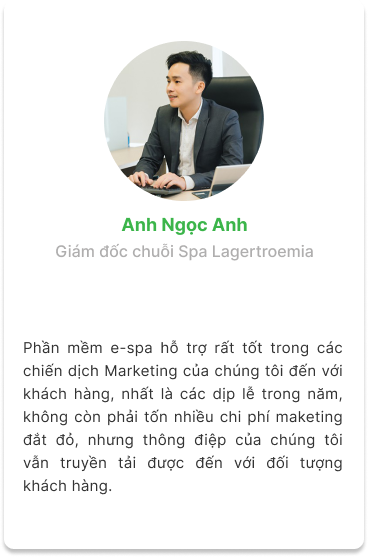 Anh Ngọc Anh
Giám đốc chuỗi Spa Lagertroemia
Phần mềm e-spa hỗ trợ rất tốt trong các
chiến dịch Marketing của chúng tôi đến với
khách hàng, nhất là các dịp lễ trong năm,
không còn phải tốn nhiều chi phí maketing
đắt đỏ, nhưng thông điệp của chúng tôi
vẫn truyền tải được đến với đối tượng
khách hàng.